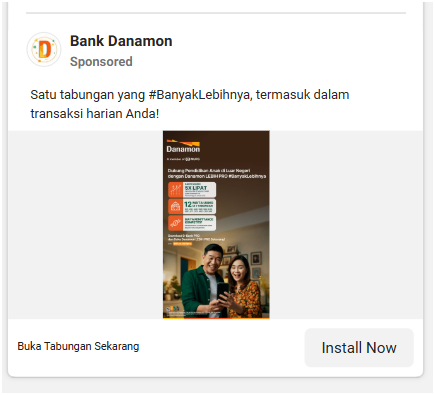 Bank Danamon
Sponsored
Satu tabungan yang #BanyakLebihnya, termasuk dalam
transaksi harian Anda!
Danamon
Dukung Pendidikan Anak di Luar Negeri
dengan Danamon LEBIH PRO #BanyakLebihnya
5X LIPAT
12
Buka Tabungan Sekarang
Install Now